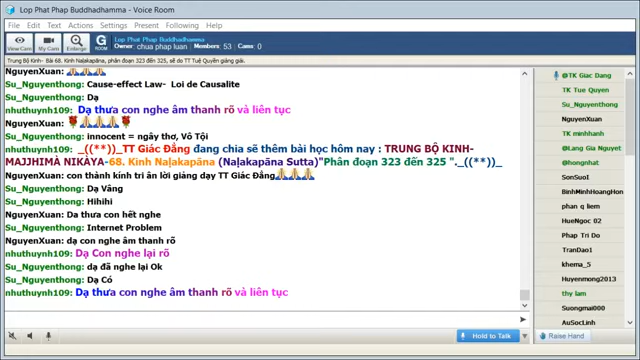 Lop Phat Phap Buddhadhamma - Voice Room
File Edit Text Actions Settings Present Following Help
View Cams My Cam Enlarge ROOM
Lop Phat Phap Buddhadhamma
Owner: chua phap luan Members: 53 Cams: 0
Trung Bộ Kinh- Bài 68. Kinh Naḷakapāna, phân đoạn 323 đến 325, sẽ do TT Tuệ Quyền giảng giải.
NguyenXuan: 🙏🙏🙏
Su_Nguyenthong: Cause-effect Law- Loi de Causalite
Su_Nguyenthong: Dạ
nhuthuynh109: Dạ thưa con nghe âm thanh rõ và liên tục
NguyenXuan: 🌹🙏🙏🙏🌹
Su_Nguyenthong: innocent = ngây thơ, Vô Tội
nhuthuynh109: _((**))_TT Giác Đẳng đang chia sẽ thêm bài học hôm nay : TRUNG BỘ KINH-
MAJJHIMÀ NIKÀYA-68. Kinh Naḷakapāna (Naḷakapāna Sutta)"Phân đoạn 323 đến 325 "._((**))_
NguyenXuan: con thành kính tri ân lời giảng dạy TT Giác Đẳng🙏🙏🙏
Su_Nguyenthong: Dạ Vâng
Su_Nguyenthong: Hihihi
NguyenXuan: Da thưa con hết nghe
Su_Nguyenthong: Internet Problem
NguyenXuan: dạ con nghe âm thanh rõ
nhuthuynh109: Dạ Con nghe lại rõ
Su_Nguyenthong: dạ đã nghe lại Ok
Su_Nguyenthong: Dạ Có
nhuthuynh109: Dạ thưa con nghe âm thanh rõ và liên tục
@TK Giac Dang
TK Tue Quyen
Su_Nguyenthong
NguyenXuan
TK minhanh
@Lang Gia Nguyet
@hongnhat
SonSuoI
BinhMinhHoangHon
phan q liem
HueNgoc 02
Phap Tri Do
TranDao1
khema_5
Huyenmong2013
thy lam
Suongmai000
AuSocLinh
Hold to Talk
Raise Hand